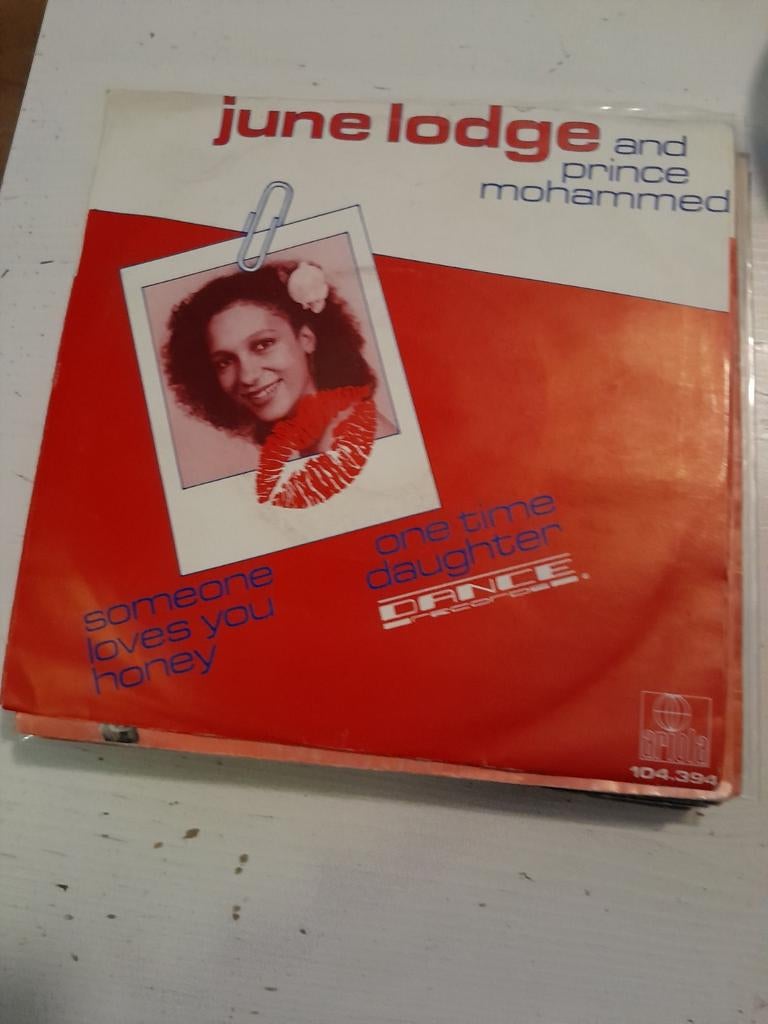 june lodge and
prince
mohammed
someone
loves you
honey
one time
daughter
DANCE.
records
ariola
104.394